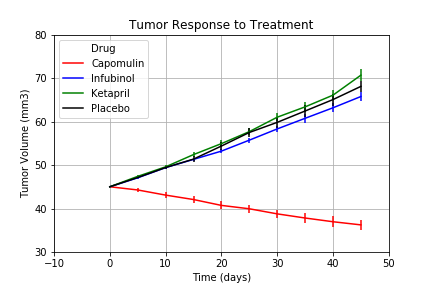 Tumor Response to Treatment
80
70
60
50
40
30
Tumor Volume (mm3)
Drug
Capomulin
Infubinol
Ketapril
Placebo
−10
0
10
20
30
40
50
Time (days)